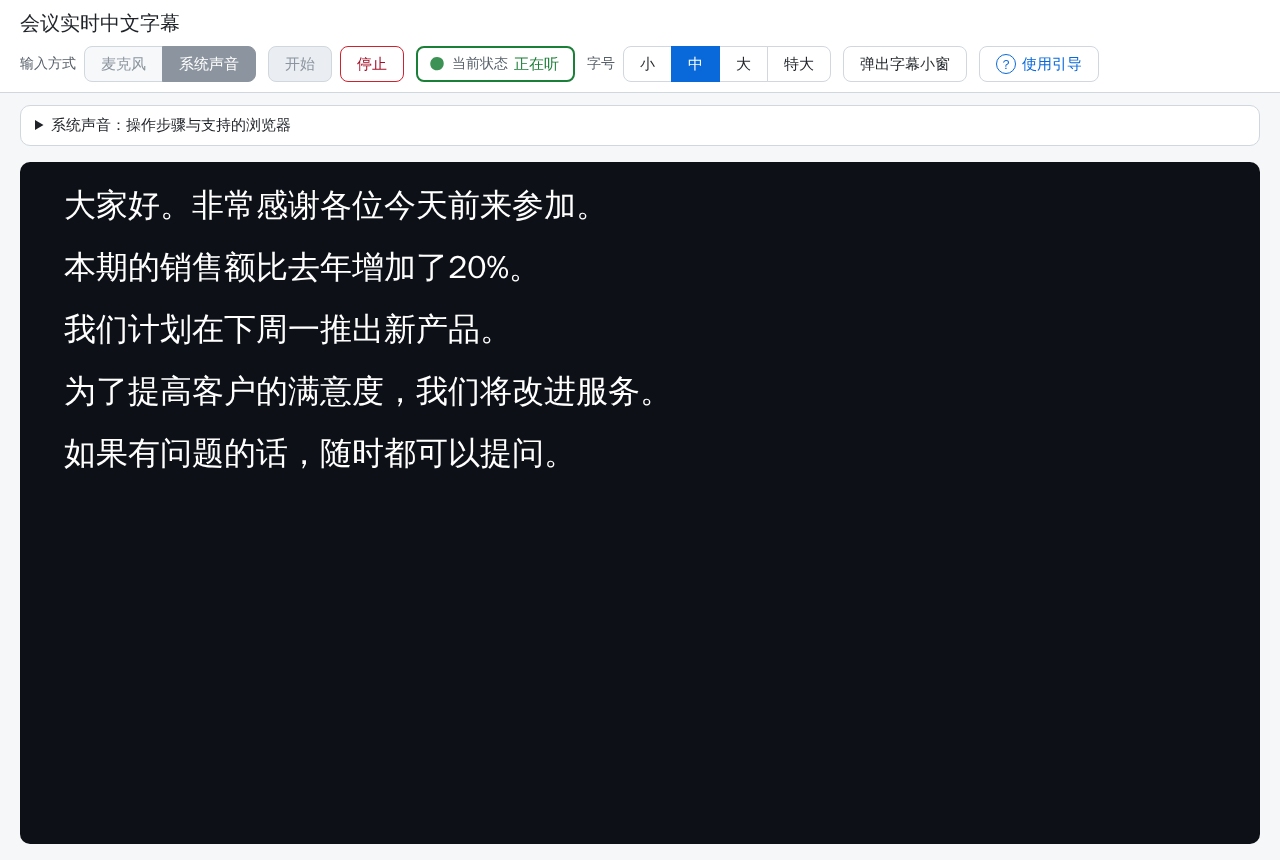 会议实时中文字幕
输入方式 麦克风 系统声音 开始 停止 当前状态 正在听 字号 小 中 大 特大 弹出字幕小窗 ? 使用引导
▶ 系统声音：操作步骤与支持的浏览器
大家好。非常感谢各位今天前来参加。
本期的销售额比去年增加了20%。
我们计划在下周一推出新产品。
为了提高客户的满意度，我们将改进服务。
如果有问题的话，随时都可以提问。